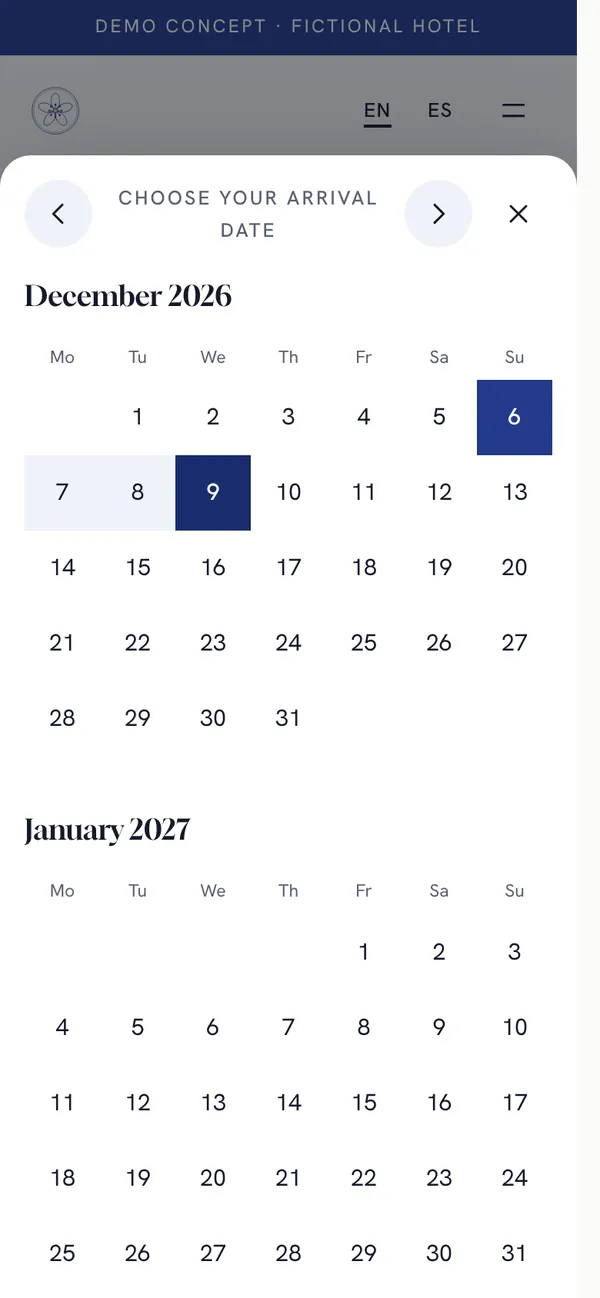 DEMO CONCEPT · FICTIONAL HOTEL
EN ES
CHOOSE YOUR ARRIVAL
DATE
December 2026
Mo Tu We Th Fr Sa Su
1 2 3 4 5 6
7 8 9 10 11 12 13
14 15 16 17 18 19 20
21 22 23 24 25 26 27
28 29 30 31
January 2027
Mo Tu We Th Fr Sa Su
1 2 3
4 5 6 7 8 9 10
11 12 13 14 15 16 17
18 19 20 21 22 23 24
25 26 27 28 29 30 31